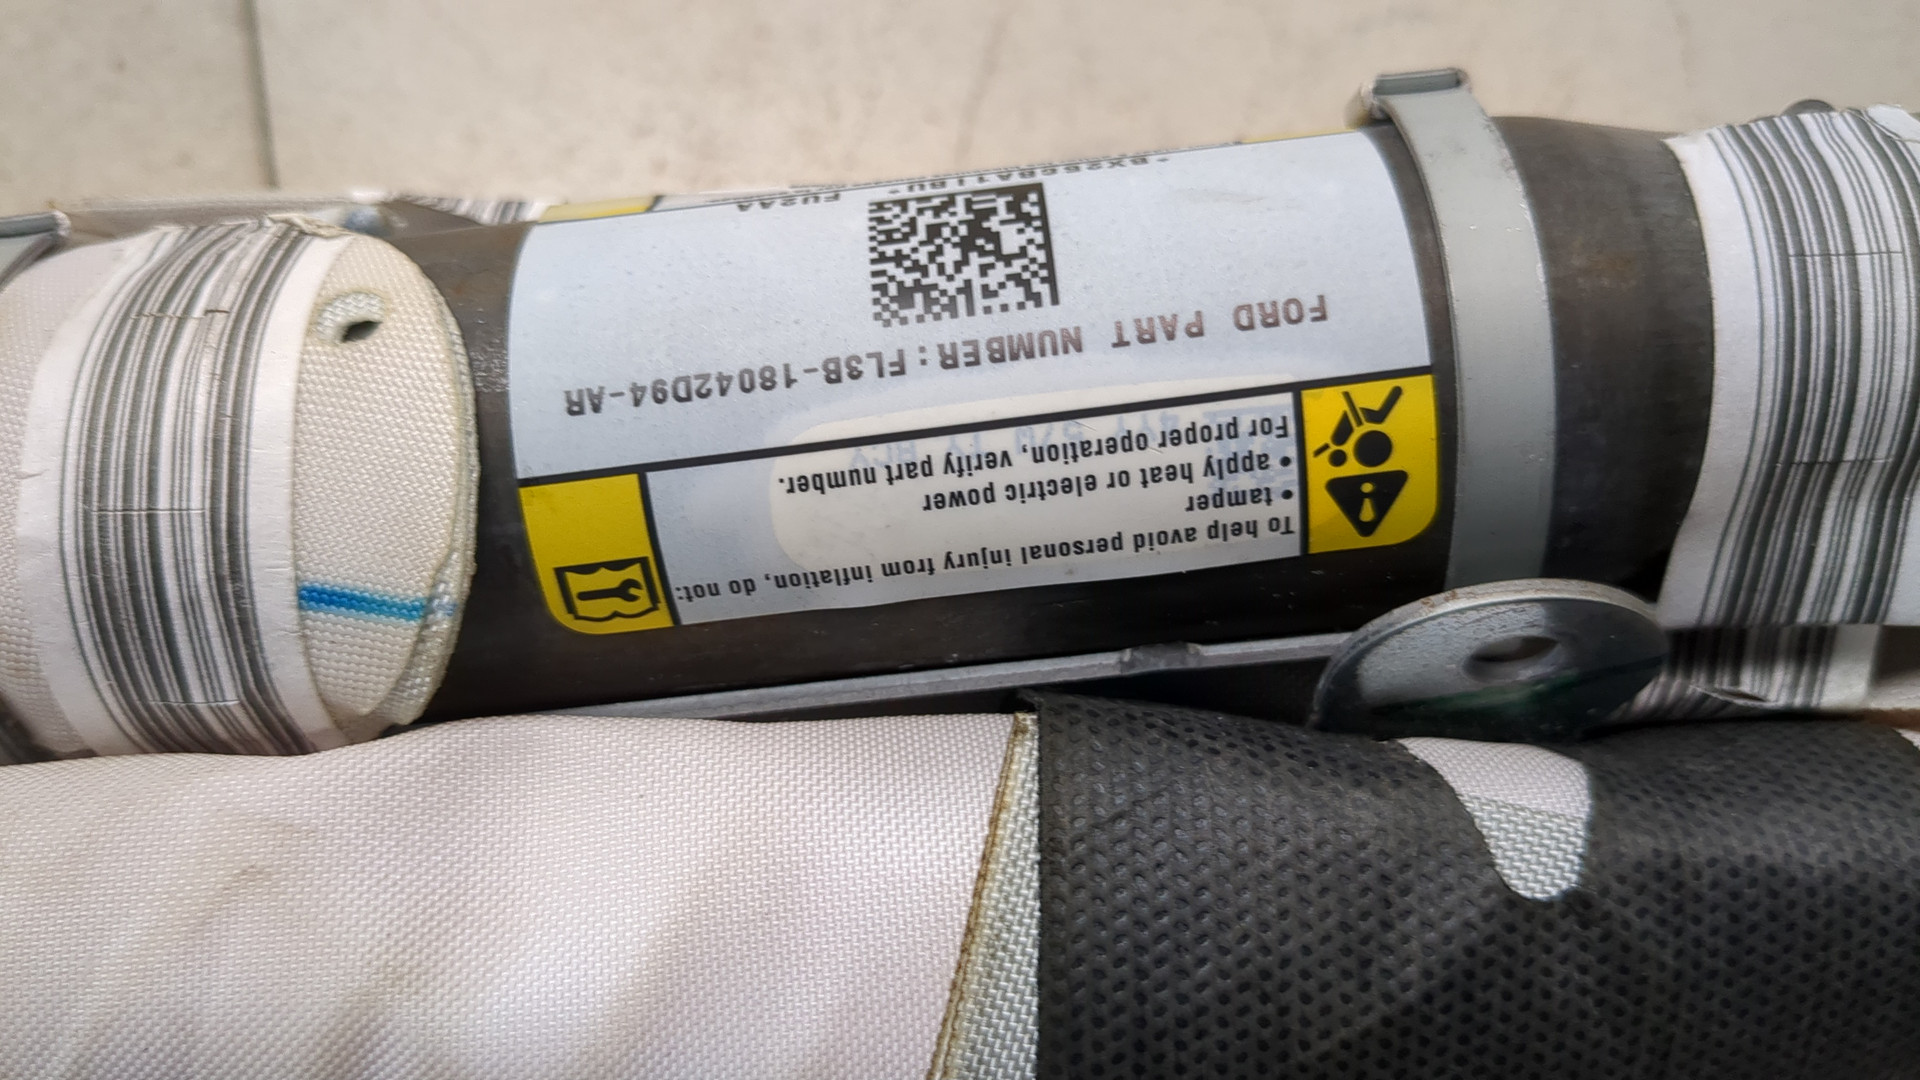 To help avoid personal injury from inflation, do not:
• tamper
• apply heat or electric power
For proper operation, verify part number.
FORD PART NUMBER: FL3B-18042D94-AR
FU2AA